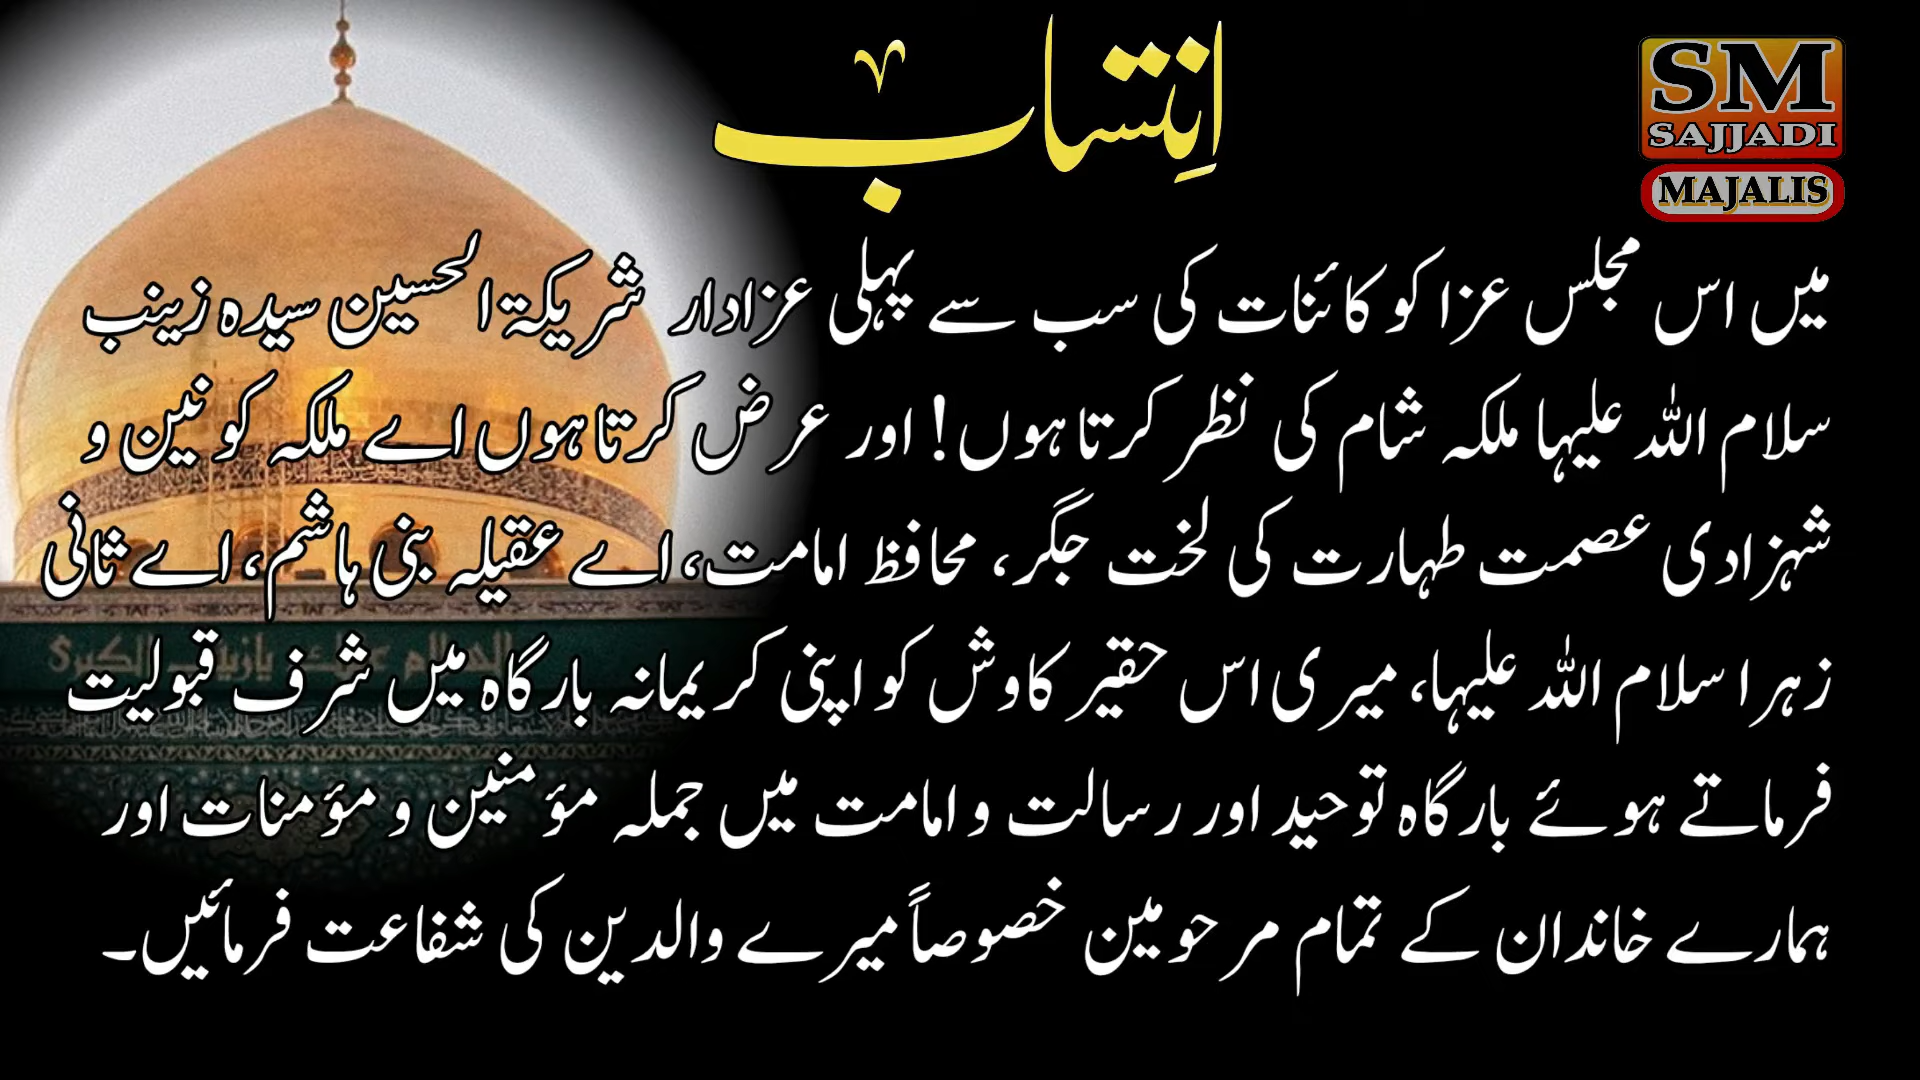 اِنتساب
SM
SAJJADI
MAJALIS
میں اس مجلس عزا کو کائنات کی سب سے پہلی عزادار شریکۃ الحسین سیدہ زینب
سلام اللہ علیہا ملکہ شام کی نظر کرتا ہوں! اور عرض کرتا ہوں اے ملکہ کونین و
شہزادی عصمت طہارت کی لخت جگر، محافظ امامت، اے عقیلہ بنی ہاشم، اے ثانی
زہرا سلام اللہ علیہا، میری اس حقیر کاوش کو اپنی کریمانہ بارگاہ میں شرف قبولیت
فرماتے ہوئے بارگاہ توحید اور رسالت و امامت میں جملہ مؤمنین و مؤمنات اور
ہمارے خاندان کے تمام مرحومین خصوصاً میرے والدین کی شفاعت فرمائیں۔